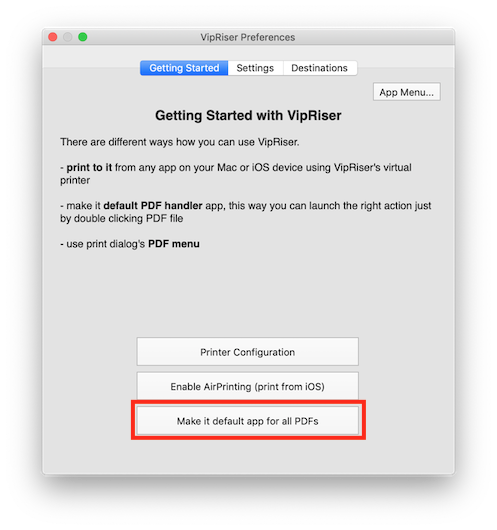 VipRiser Preferences
Getting Started
Settings
Destinations
App Menu...
Getting Started with VipRiser
There are different ways how you can use VipRiser.
- print to it from any app on your Mac or iOS device using VipRiser's virtual
printer
- make it default PDF handler app, this way you can launch the right action just
by double clicking PDF file
- use print dialog's PDF menu
Printer Configuration
Enable AirPrinting (print from iOS)
Make it default app for all PDFs